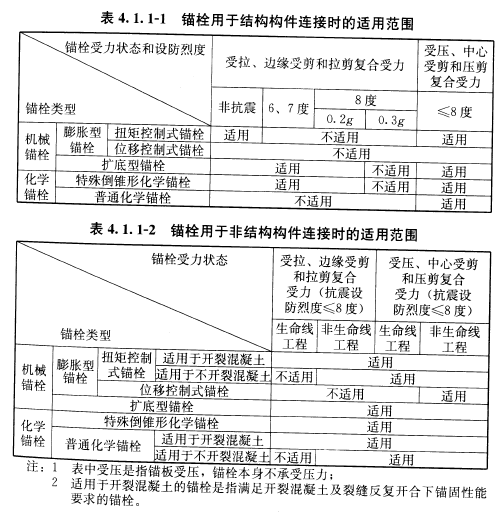 表 4.1.1-1 锚栓用于结构构件连接时的适用范围
锚栓受力状态和设防烈度
锚栓类型
受拉、边缘受剪和拉剪复合受力
受压、中心受剪和压剪复合受力
非抗震 6、7度 8度 ≤8度
0.2g 0.3g
机械锚栓 膨胀型锚栓 扭矩控制式锚栓 适用 不适用 适用
位移控制式锚栓 不适用
扩底型锚栓 适用 不适用 适用
化学锚栓 特殊倒锥形化学锚栓 适用 不适用 适用
普通化学锚栓 不适用 适用
表 4.1.1-2 锚栓用于非结构构件连接时的适用范围
锚栓受力状态
锚栓类型
受拉、边缘受剪和拉剪复合受力（抗震设防烈度≤8度）
受压、中心受剪和压剪复合受力（抗震设防烈度≤8度）
生命线工程 非生命线工程 生命线工程 非生命线工程
机械锚栓 膨胀型锚栓 扭矩控制式锚栓 适用于开裂混凝土 适用
适用于不开裂混凝土 不适用 适用
位移控制式锚栓 不适用 适用
扩底型锚栓 适用
化学锚栓 特殊倒锥形化学锚栓 适用
普通化学锚栓 适用于开裂混凝土 适用
适用于不开裂混凝土 不适用 适用
注：1 表中受压是指锚板受压，锚栓本身不承受压力；
2 适用于开裂混凝土的锚栓是指满足开裂混凝土及裂缝反复开合下锚固性能
要求的锚栓。